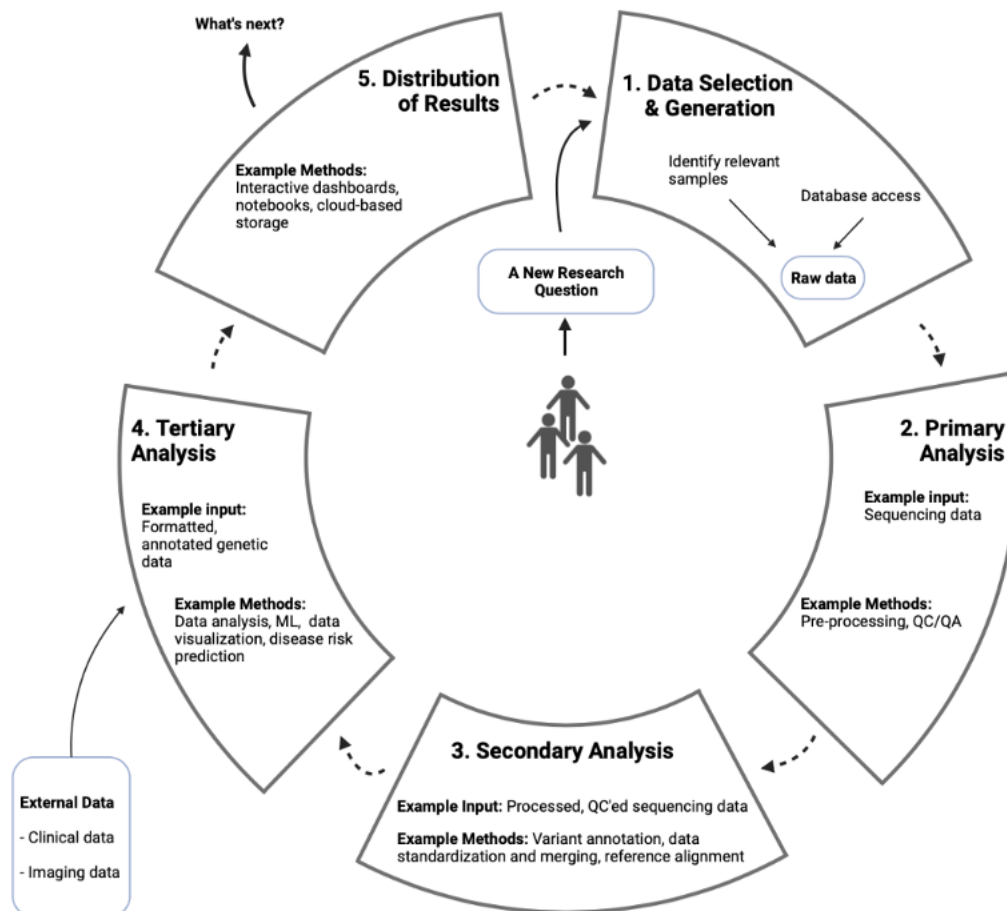 What's next?
5. Distribution
of Results
Example Methods:
Interactive dashboards,
notebooks, cloud-based
storage
1. Data Selection
& Generation
Identify relevant
samples
Database access
Raw data
A New Research
Question
2. Primary
Analysis
Example input:
Sequencing data
Example Methods:
Pre-processing, QC/QA
3. Secondary Analysis
Example Input: Processed, QC'ed sequencing data
Example Methods: Variant annotation, data
standardization and merging, reference alignment
4. Tertiary
Analysis
Example input:
Formatted,
annotated genetic
data
Example Methods:
Data analysis, ML, data
visualization, disease risk
prediction
External Data
- Clinical data
- Imaging data